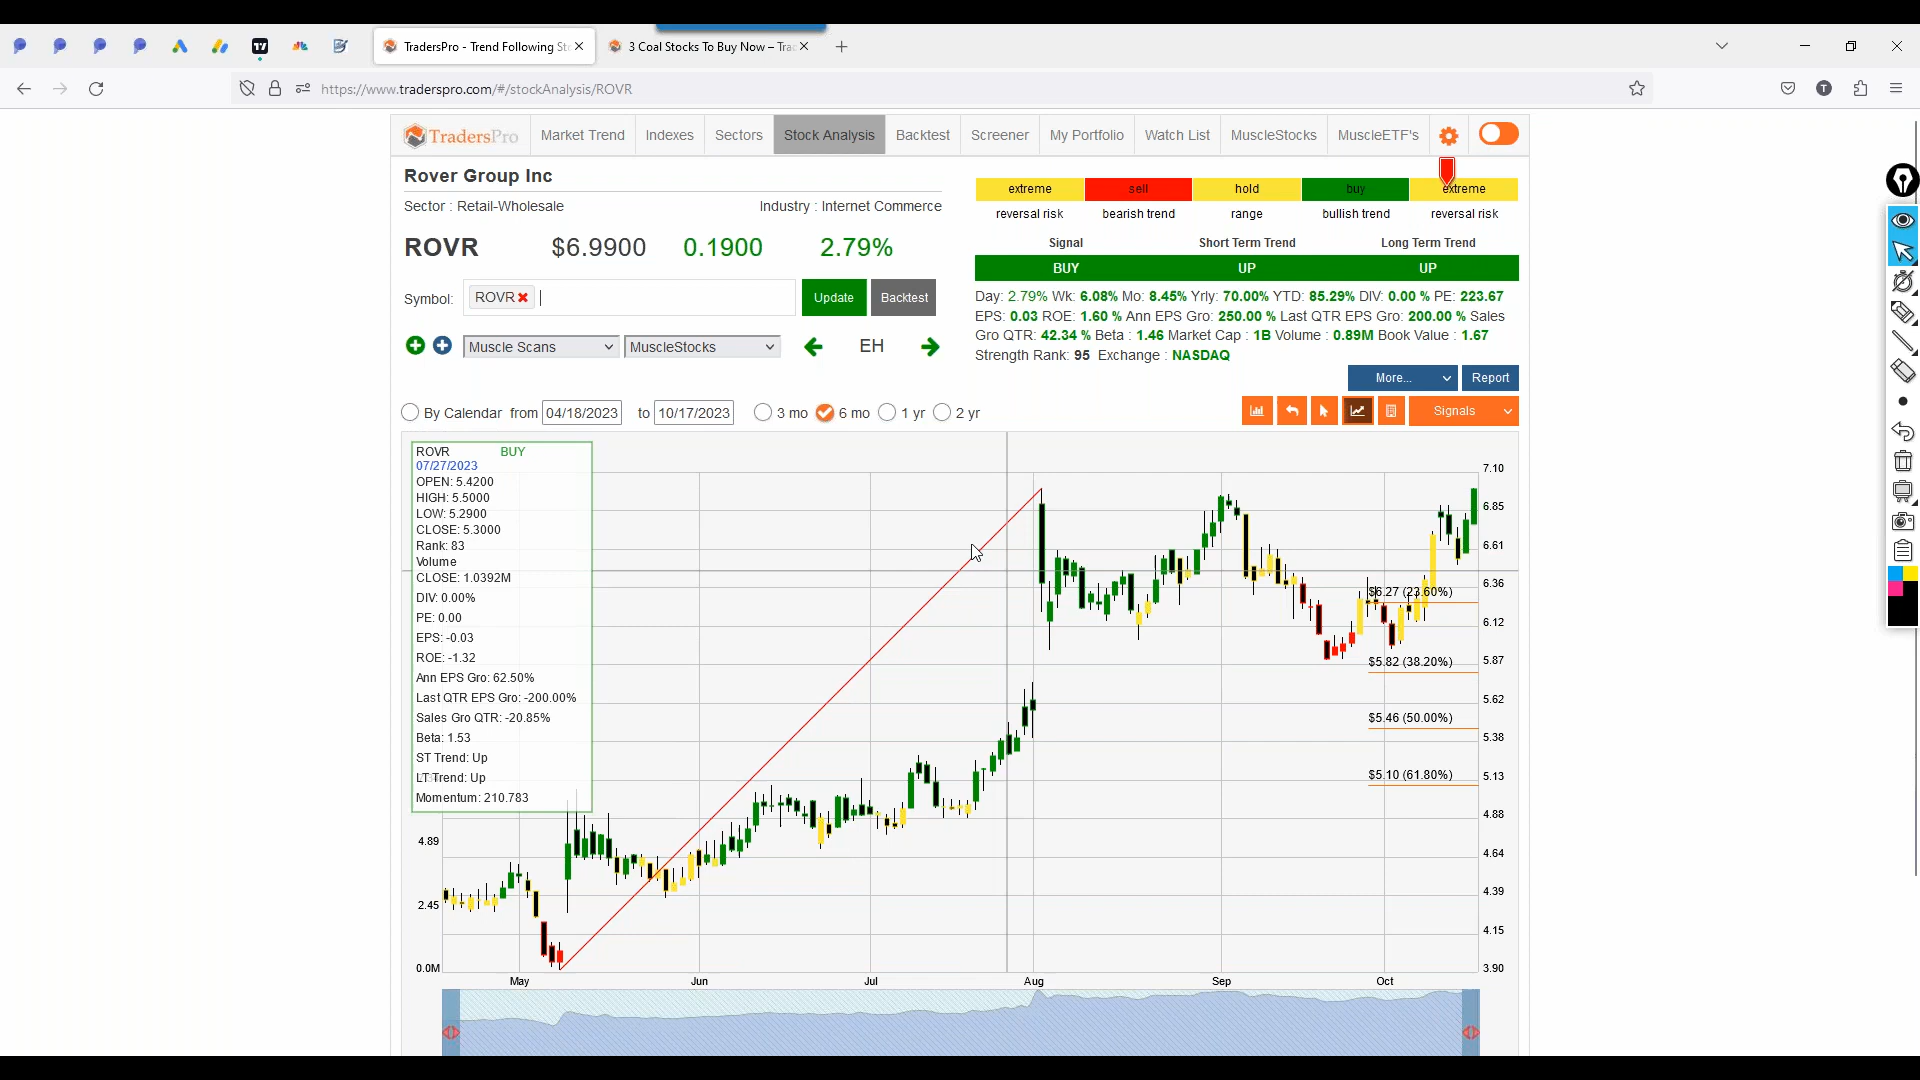 TradersPro - Trend Following St
3 Coal Stocks To Buy Now – Trad
https://www.traderspro.com/#/stockAnalysis/ROVR
TradersPro
Market Trend
Indexes
Sectors
Stock Analysis
Backtest
Screener
My Portfolio
Watch List
MuscleStocks
MuscleETF's
Rover Group Inc
Sector : Retail-Wholesale
Industry : Internet Commerce
ROVR $6.9900 0.1900 2.79%
Symbol: ROVR
Update
Backtest
Muscle Scans
MuscleStocks
EH
extreme sell hold buy extreme
reversal risk bearish trend range bullish trend reversal risk
Signal Short Term Trend Long Term Trend
BUY UP UP
Day: 2.79% Wk: 6.08% Mo: 8.45% Yrly: 70.00% YTD: 85.29% DIV: 0.00 % PE: 223.67
EPS: 0.03 ROE: 1.60 % Ann EPS Gro: 250.00 % Last QTR EPS Gro: 200.00 % Sales
Gro QTR: 42.34 % Beta : 1.46 Market Cap : 1B Volume : 0.89M Book Value : 1.67
Strength Rank: 95 Exchange : NASDAQ
More...
Report
By Calendar from 04/18/2023 to 10/17/2023 3 mo 6 mo 1 yr 2 yr
Signals
ROVR BUY
07/27/2023
OPEN: 5.4200
HIGH: 5.5000
LOW: 5.2900
CLOSE: 5.3000
Rank: 83
Volume
CLOSE: 1.0392M
DIV: 0.00%
PE: 0.00
EPS: -0.03
ROE: -1.32
Ann EPS Gro: 62.50%
Last QTR EPS Gro: -200.00%
Sales Gro QTR: -20.85%
Beta: 1.53
ST Trend: Up
LT Trend: Up
Momentum: 210.783
4.89
2.45
0.0M
7.10
6.85
6.61
6.36
6.12
5.87
5.62
5.38
5.13
4.88
4.64
4.39
4.15
3.90
$6.27 (23.60%)
$5.82 (38.20%)
$5.46 (50.00%)
$5.10 (61.80%)
May Jun Jul Aug Sep Oct